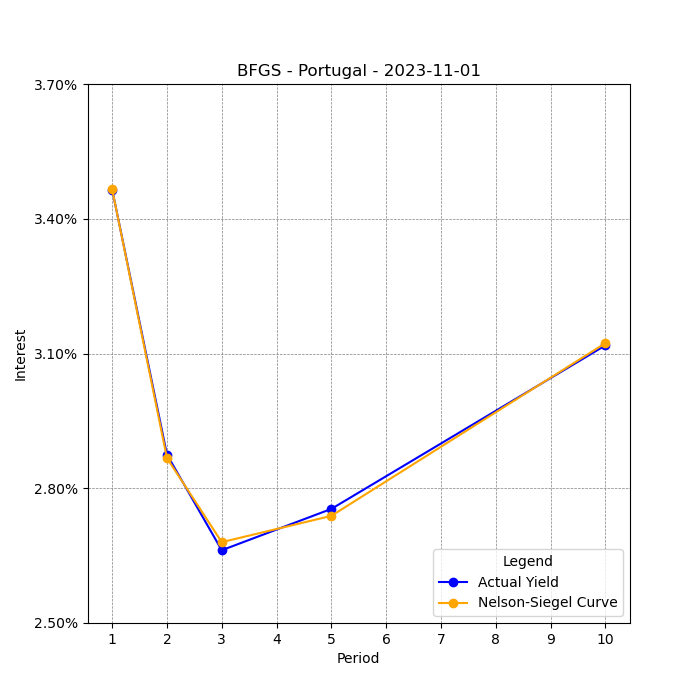 BFGS - Portugal - 2023-11-01
3.70%
3.40%
3.10%
2.80%
2.50%
Interest
1 2 3 4 5 6 7 8 9 10
Period
Legend
Actual Yield
Nelson-Siegel Curve